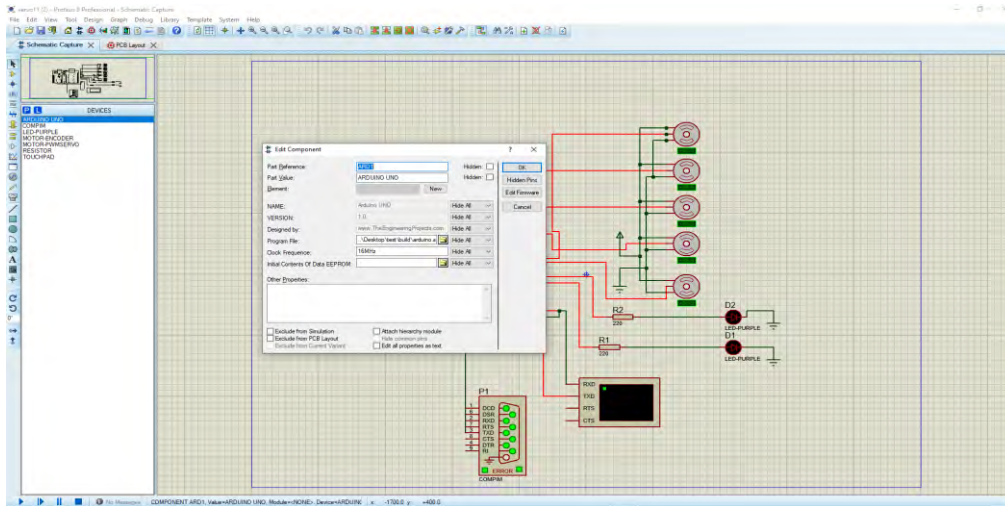 servo11 (1) - Proteus 8 Professional - Schematic Capture
File Edit View Tool Design Graph Debug Library Template System Help
Schematic Capture X PCB Layout X
P L DEVICES
ARDUINO UNO
COMPIM
LED-PURPLE
MOTOR-ENCODER
MOTOR-PWMSERVO
RESISTOR
TOUCHPAD
Edit Component ? X
Part Reference: ARD1 Hidden: OK
Part Value: ARDUINO UNO Hidden: Hidden Pins
Element: New Edit Firmware
NAME: Arduino UNO Hide All Cancel
VERSION: 1.0 Hide All
Designed by: www.TheEngineeringProjects.com Hide All
Program File: ..\Desktop\test\build\arduino.a Hide All
Clock Frequence: 16MHz Hide All
Initial Contents Of Data EEPROM: Hide All
Other Properties:
Exclude from Simulation Attach hierarchy module
Exclude from PCB Layout Hide common pins
Exclude from Current Variant Edit all properties as text
R2
220
D2
LED-PURPLE
R1
220
D1
LED-PURPLE
RXD
TXD
RTS
CTS
P1
DCD
DSR
RXD
RTS
TXD
CTS
DTR
RI
ERROR
COMPIM
No Messages COMPONENT ARD1, Value=ARDUINO UNO, Module=<NONE>, Device=ARDUINO x: -1700.0 y: +400.0